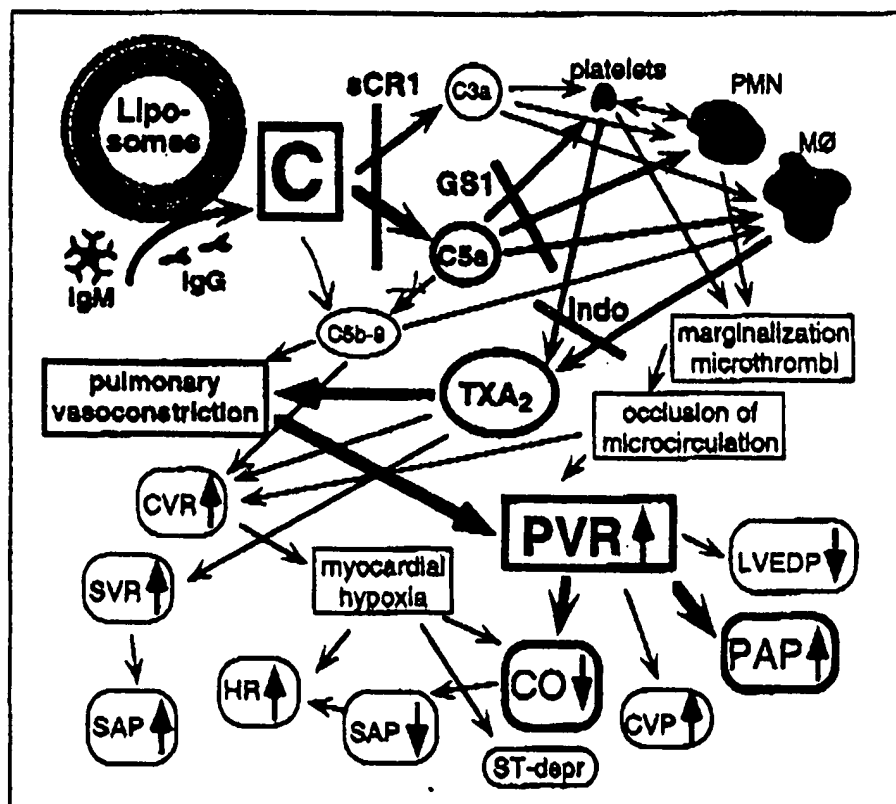 Lipo-
somes
IgM
IgG
C
sCR1
C3a
GS1
C5a
C5b-9
platelets
PMN
MØ
Indo
marginalization
microthrombi
pulmonary
vasoconstriction
TXA2
occlusion of
microcirculation
CVR
PVR
LVEDP
SVR
myocardial
hypoxia
PAP
SAP
HR
SAP
CO
CVP
ST-depr